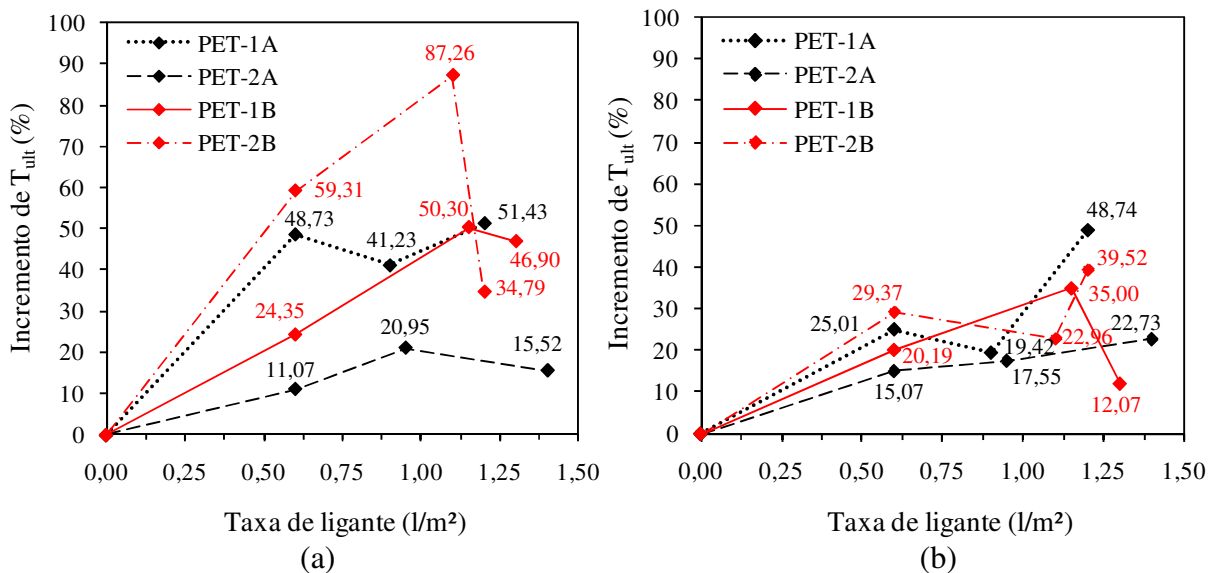 100
90
80
70
60
50
40
30
20
10
0
Incremento de Tult (%)
PET-1A
PET-2A
PET-1B
PET-2B
87,26
59,31
48,73
41,23
50,30
51,43
46,90
34,79
24,35
20,95
11,07
15,52
0,00 0,25 0,50 0,75 1,00 1,25 1,50
Taxa de ligante (l/m²)
(a)
100
90
80
70
60
50
40
30
20
10
0
Incremento de Tult (%)
PET-1A
PET-2A
PET-1B
PET-2B
48,74
39,52
35,00
29,37
25,01
22,96
22,73
20,19
19,42
17,55
15,07
12,07
0,00 0,25 0,50 0,75 1,00 1,25 1,50
Taxa de ligante (l/m²)
(b)